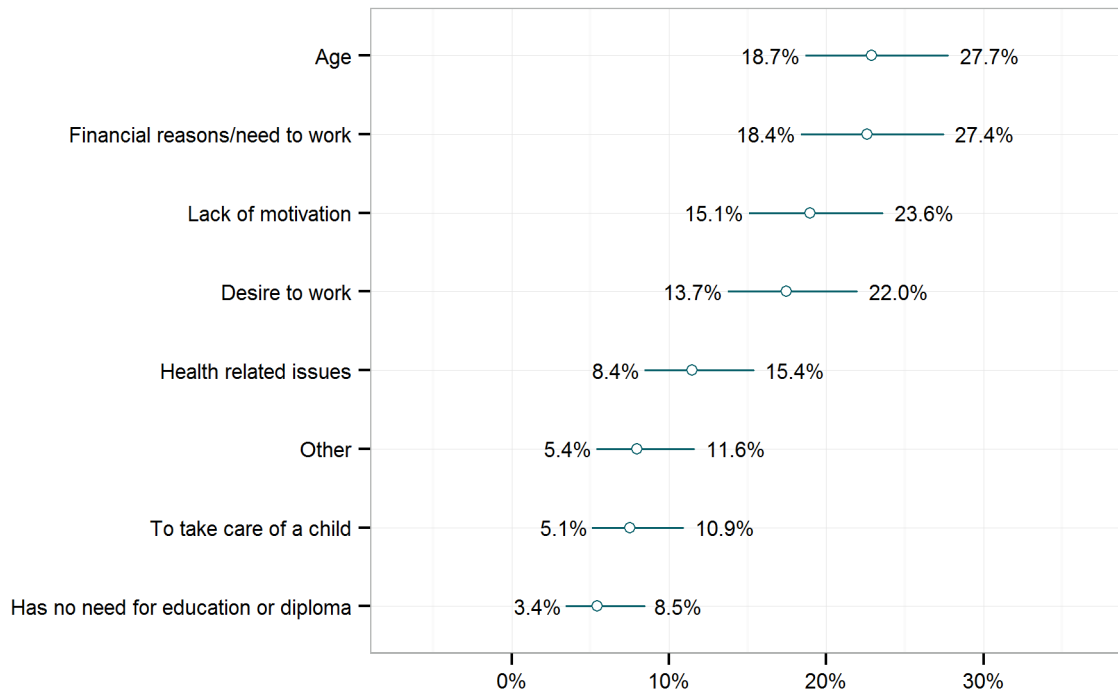 Age 18.7% 27.7%
Financial reasons/need to work 18.4% 27.4%
Lack of motivation 15.1% 23.6%
Desire to work 13.7% 22.0%
Health related issues 8.4% 15.4%
Other 5.4% 11.6%
To take care of a child 5.1% 10.9%
Has no need for education or diploma 3.4% 8.5%
0% 10% 20% 30%